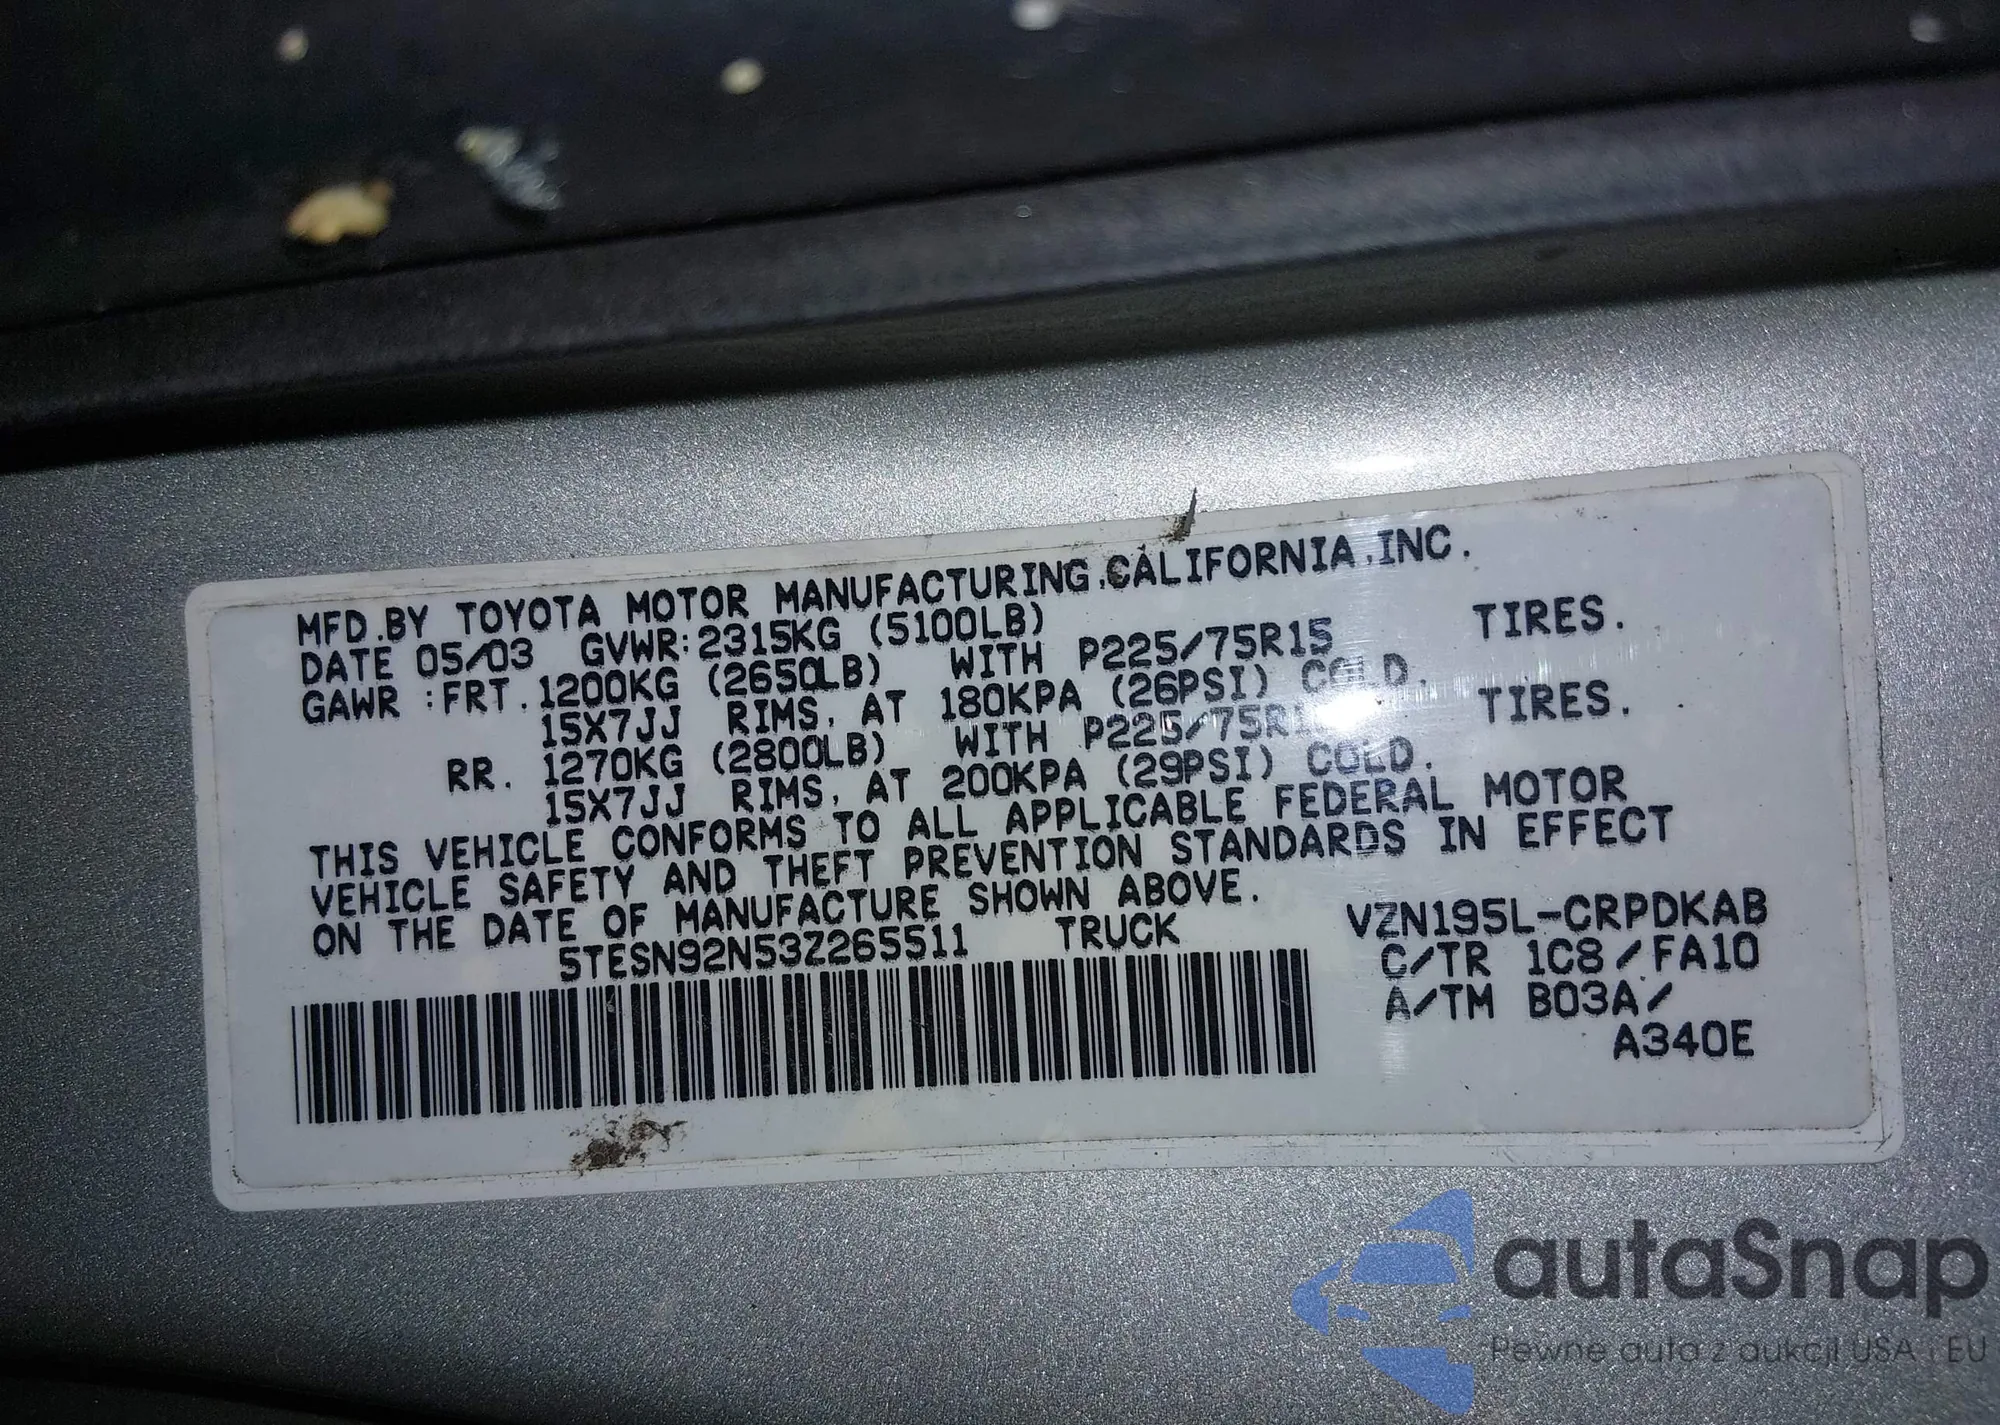 MFD.BY TOYOTA MOTOR MANUFACTURING,CALIFORNIA,INC.
DATE 05/03 GVWR:2315KG (5100LB)
GAWR :FRT. 1200KG (2650LB) WITH P225/75R15 TIRES.
15X7JJ RIMS, AT 180KPA (26PSI) COLD.
RR. 1270KG (2800LB) WITH P225/75R15 TIRES.
15X7JJ RIMS, AT 200KPA (29PSI) COLD.
THIS VEHICLE CONFORMS TO ALL APPLICABLE FEDERAL MOTOR
VEHICLE SAFETY AND THEFT PREVENTION STANDARDS IN EFFECT
ON THE DATE OF MANUFACTURE SHOWN ABOVE.
5TESN92N53Z265511 TRUCK VZN195L-CRPDKAB
C/TR 1C8/FA10
A/TM B03A/
A340E
autoSnap
Pewne auta z aukcji USA i EU